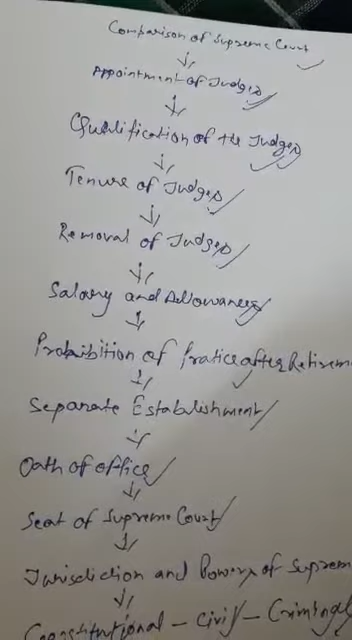 Comparison of Supreme Court
Appointment of Judges
Qualification of the Judges
Tenure of Judges
Removal of Judges
Salary and Allowances
Prohibition of Pratice after Retirem
Separate Establishment
Oath of office
Seat of Supreme Court
Jurisdiction and Powers of Suprem
Constitutional - Civil - Criminal